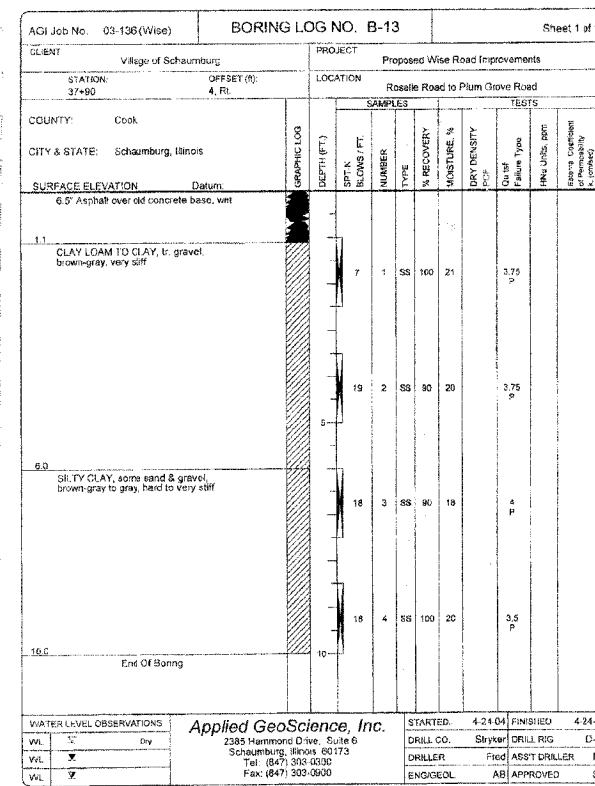 AGI Job No. 03-136 (Wise)
BORING LOG NO. B-13
Sheet 1 of
CLIENT
Village of Schaumburg
PROJECT
Proposed Wise Road Improvements
STATION:
37+90
OFFSET (ft):
4, Rt.
LOCATION
Roselle Road to Plum Grove Road
COUNTY: Cook
CITY & STATE: Schaumburg, Illinois
SURFACE ELEVATION Datum:
GRAPHIC LOG
DEPTH (FT.)
SAMPLES
TESTS
SPT-K
BLOWS / FT.
NUMBER
TYPE
% RECOVERY
MOISTURE, %
DRY DENSITY
PCF
Qu tsf
Failure Type
HNu Units, ppm
Coefficient
of Permeability
6.5" Asphalt over old concrete base, wht
1.1
CLAY LOAM TO CLAY, tr. gravel,
brown-gray, very stiff
7 1 SS 100 21 3.75
P
19 2 SS 90 20 3.75
P
5
6.0
SILTY CLAY, some sand & gravel,
brown-gray to gray, hard to very stiff
18 3 SS 90 18 4
P
18 4 SS 100 20 3.5
P
10.0
10
End Of Boring
WATER LEVEL OBSERVATIONS
WL Dry
WL
WL
Applied GeoScience, Inc.
2385 Hammond Drive, Suite 6
Schaumburg, Illinois 60173
Tel: (847) 303-0300
Fax: (847) 303-0900
STARTED. 4-24-04 FINISHED 4-24-
DRILL CO. Stryker DRILL RIG D-
DRILLER Fred ASS'T DRILLER
ENG/GEOL. AB APPROVED